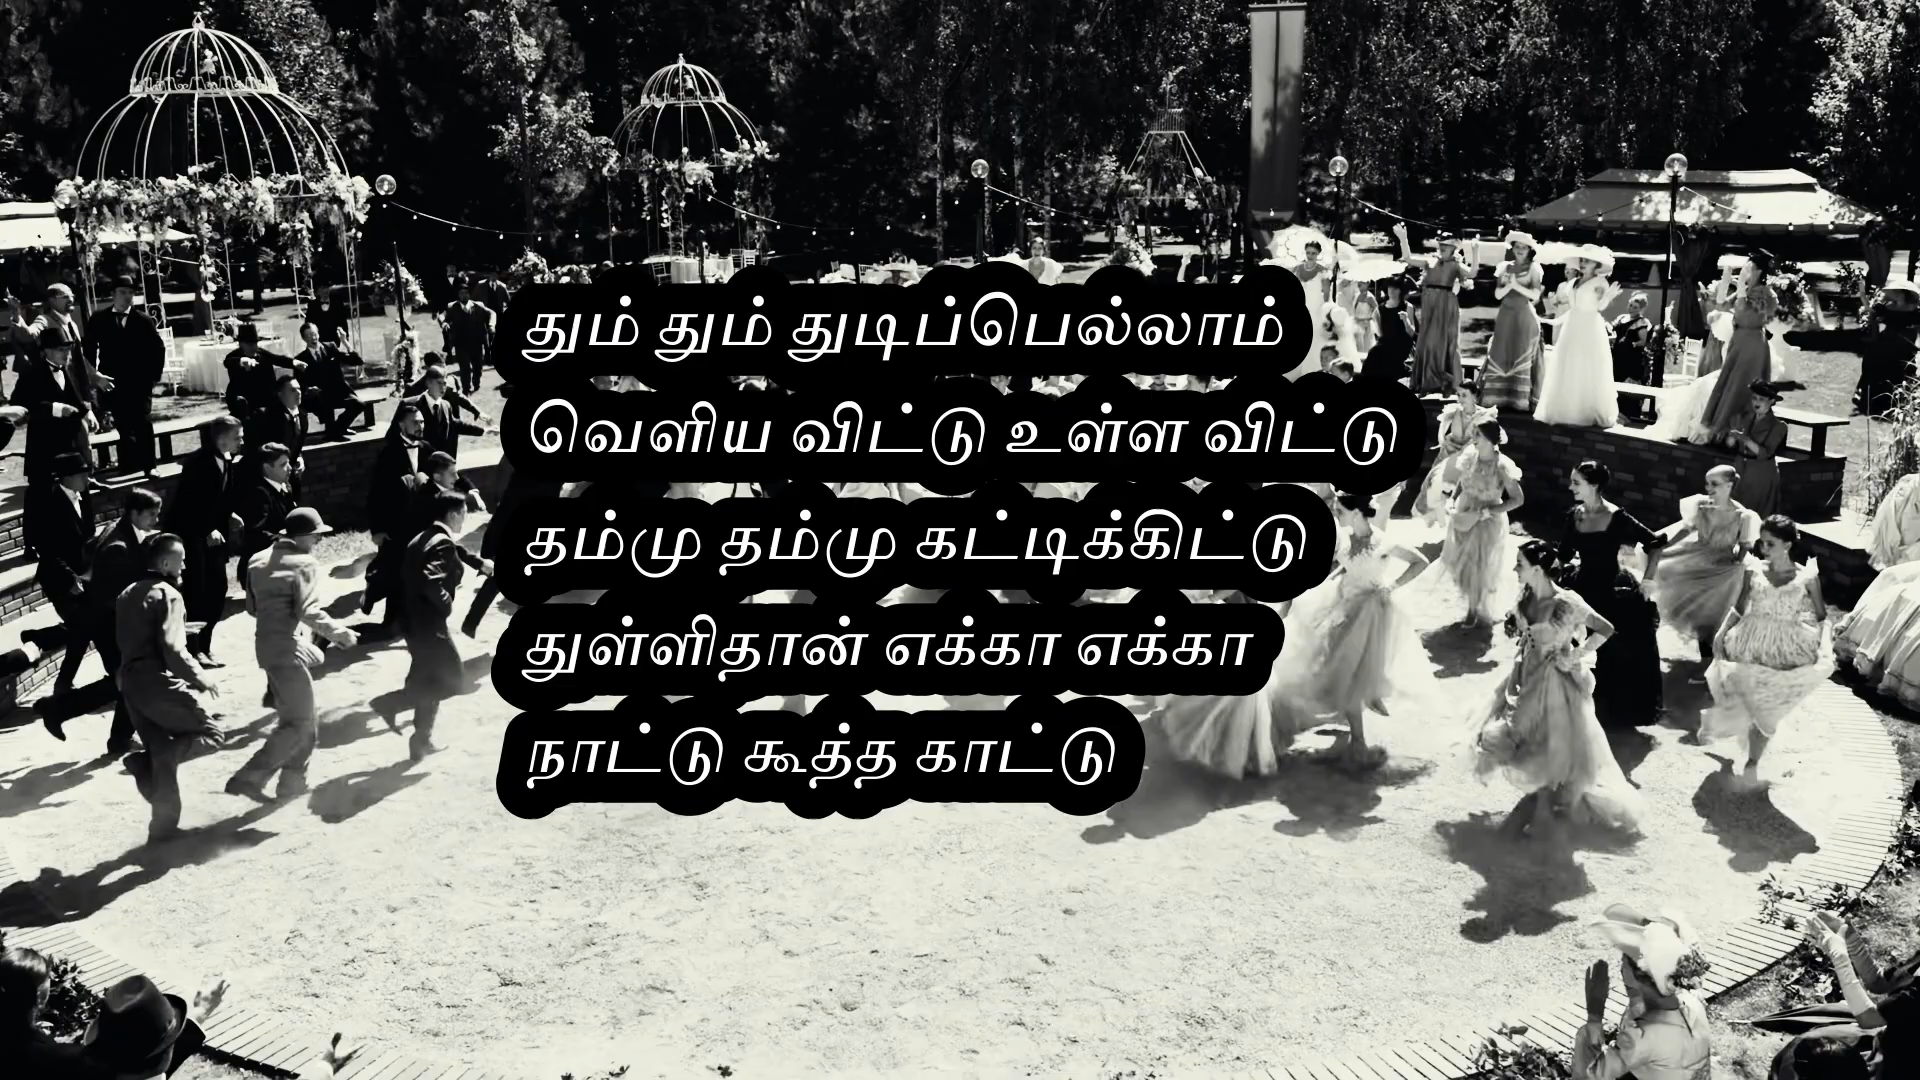 தும் தும் துடிப்பெல்லாம்
வெளிய விட்டு உள்ள விட்டு
தம்மு தம்மு கட்டிக்கிட்டு
துள்ளிதான் எக்கா எக்கா
நாட்டு கூத்த காட்டு